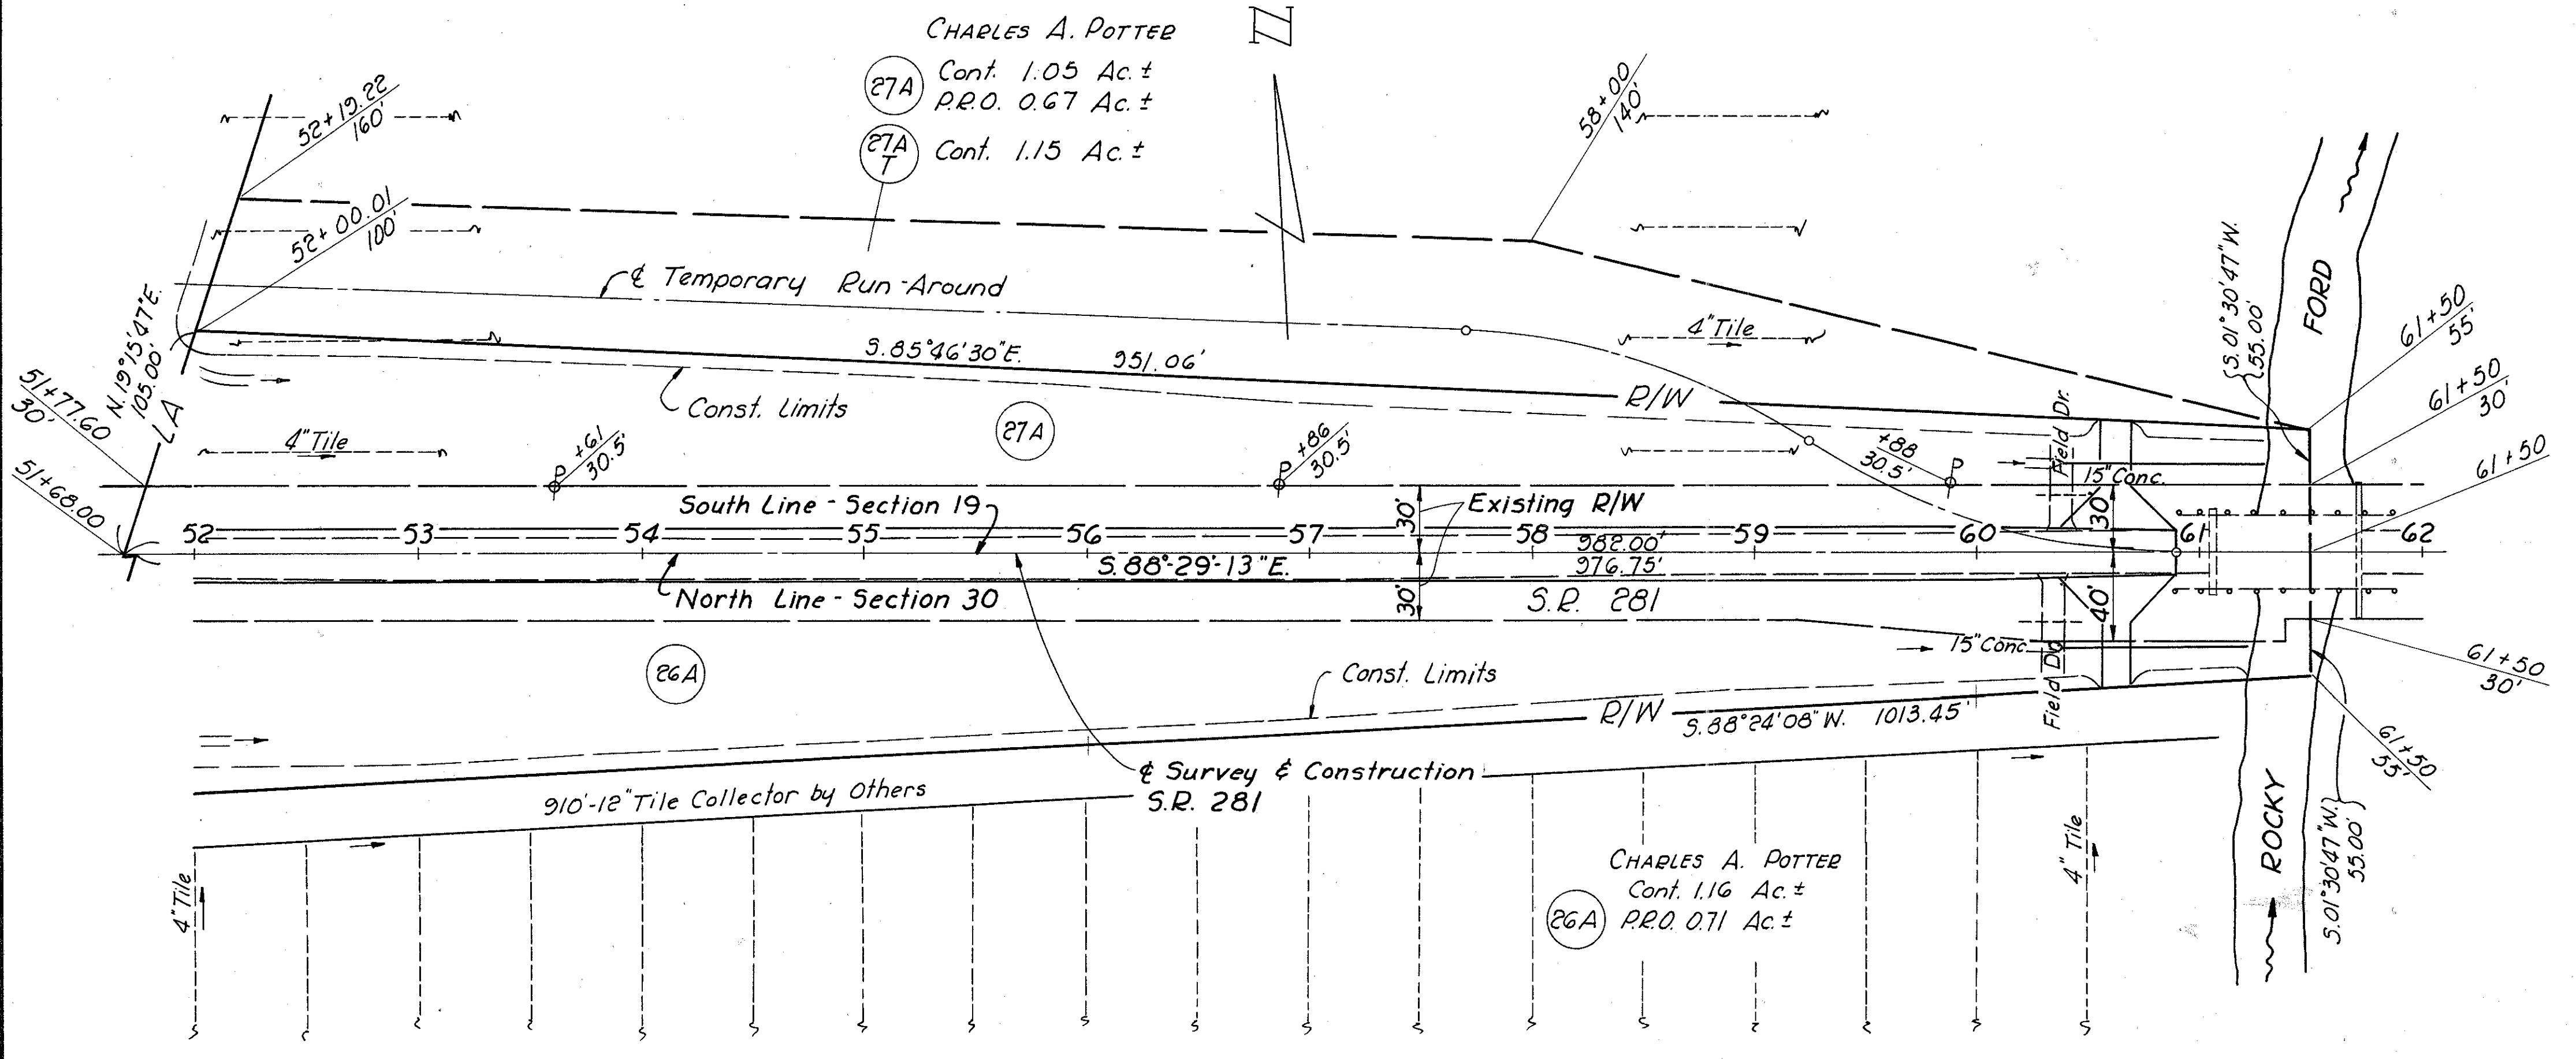 CHARLES A. POTTER
27A
Cont. 1.05 Ac. ±
P.R.O. 0.67 Ac. ±
27A
T
Cont. 1.15 Ac. ±
N
52+19.22
160'
52+00.01
100'
58+00
140'
℄ Temporary Run-Around
N.19°15'47"E.
105.00'
LA
51+77.60
30'
51+68.00
S.85°46'30"E. 951.06'
Const. Limits
R/W
4"Tile
4"Tile
27A
+61
30.5'
+86
30.5'
+88
30.5'
P
P
P
Field Dr.
15"Conc.
S.01°30'47"W.
55.00'
FORD
61+50
55'
61+50
30'
61+50
South Line - Section 19
Existing R/W
30'
30'
52 53 54 55 56 57 58 59 60 61 62
982.00'
S.88°-29'-13"E.
976.75'
North Line - Section 30
30'
S.R. 281
40'
15"Conc.
Field Dr.
26A
Const. Limits
R/W
S.88°24'08"W. 1013.45'
61+50
30'
61+50
55'
℄ Survey & Construction
S.R. 281
910'-12"Tile Collector by Others
4"Tile
4"Tile
CHARLES A. POTTER
Cont. 1.16 Ac. ±
26A
P.R.O. 0.71 Ac. ±
ROCKY
S.01°30'47"W.
55.00'